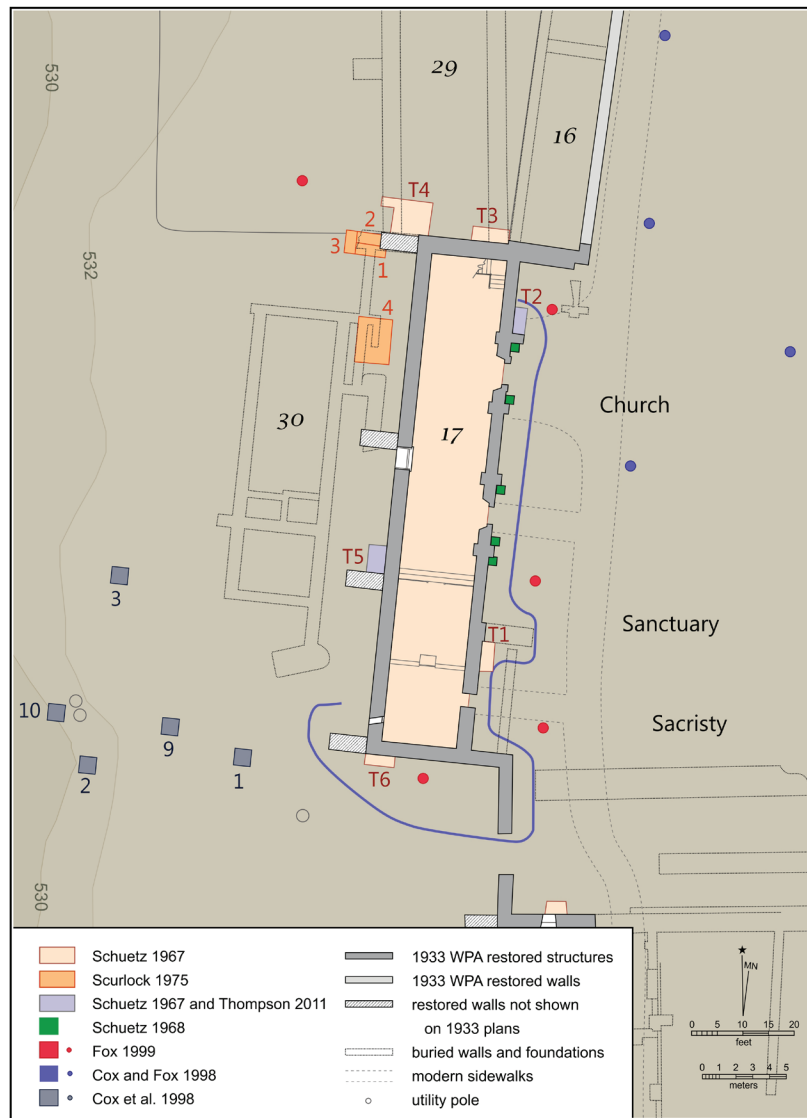 530
29
16
T4
T3
2
3
1
532
4
T2
Church
17
30
T5
3
T1
Sanctuary
10
9
Sacristy
2
1
T6
530
Schuetz 1967
Scurlock 1975
Schuetz 1967 and Thompson 2011
Schuetz 1968
Fox 1999
Cox and Fox 1998
Cox et al. 1998
1933 WPA restored structures
1933 WPA restored walls
restored walls not shown
on 1933 plans
buried walls and foundations
modern sidewalks
utility pole
MN
0 10 20
feet
0 2 3 4 5
meters